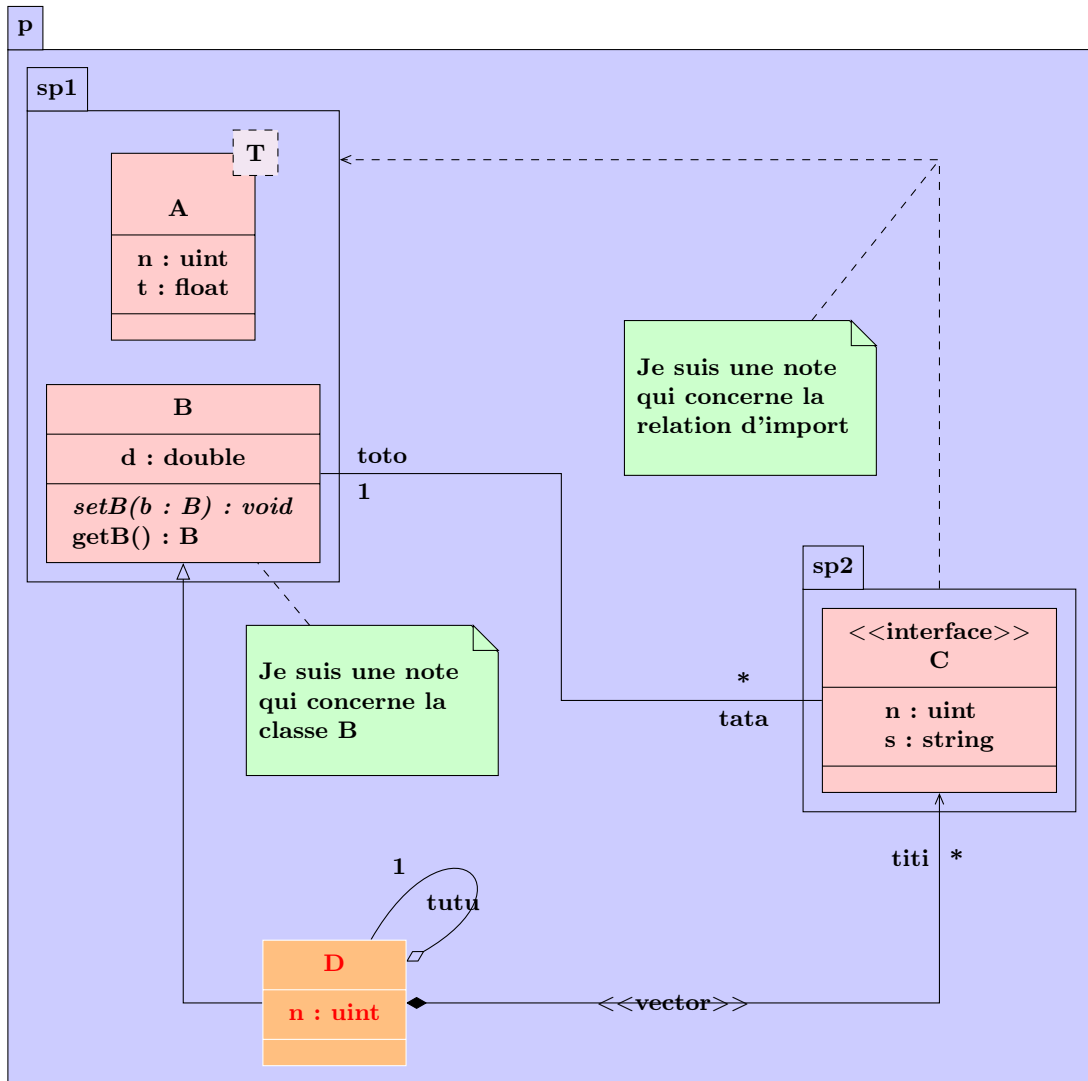 p
sp1
T
A
n : uint
t : float
B
d : double
setB(b : B) : void
getB() : B
toto
1
Je suis une note
qui concerne la
relation d'import
sp2
<<interface>>
C
n : uint
s : string
*
tata
Je suis une note
qui concerne la
classe B
titi
*
1
tutu
D
n : uint
<<vector>>